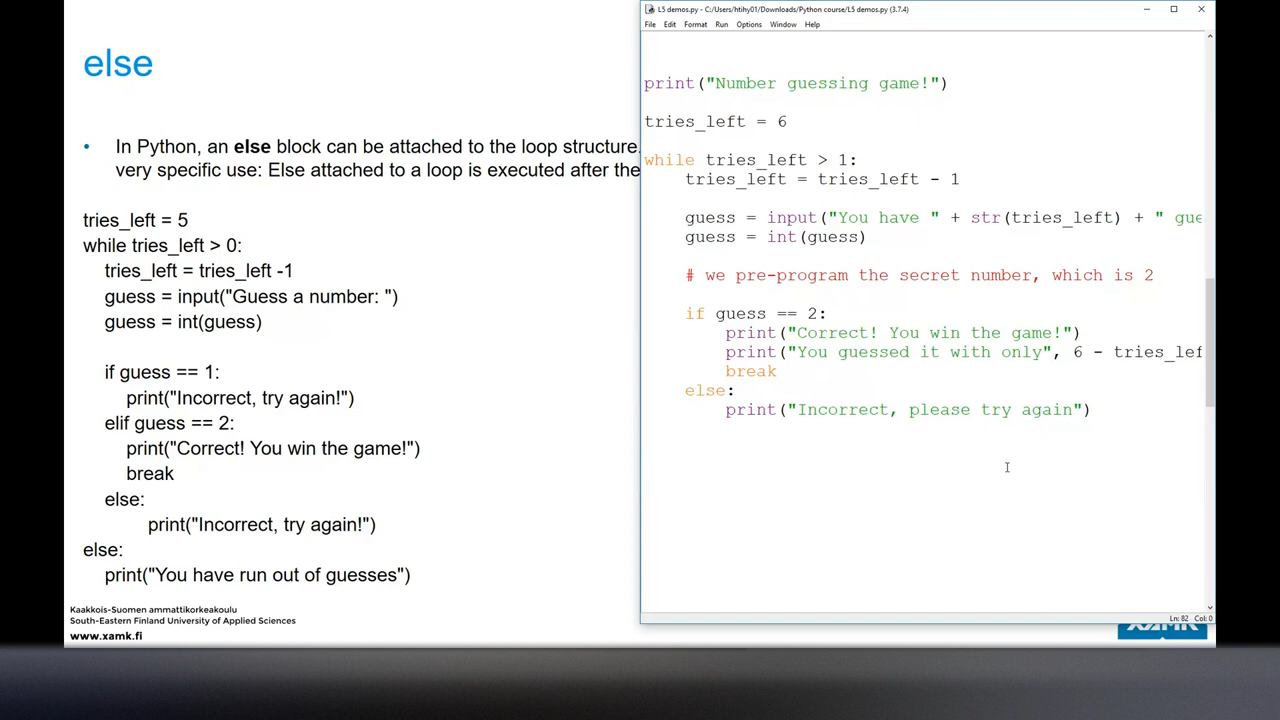 else
• In Python, an else block can be attached to the loop structure.
very specific use: Else attached to a loop is executed after the
tries_left = 5
while tries_left > 0:
tries_left = tries_left -1
guess = input("Guess a number: ")
guess = int(guess)
if guess == 1:
print("Incorrect, try again!")
elif guess == 2:
print("Correct! You win the game!")
break
else:
print("Incorrect, try again!")
else:
print("You have run out of guesses")
Kaakkois-Suomen ammattikorkeakoulu
South-Eastern Finland University of Applied Sciences
www.xamk.fi
L5 demos.py - C:/Users/htihy01/Downloads/Python course/L5 demos.py (3.7.4)
File Edit Format Run Options Window Help
print("Number guessing game!")
tries_left = 6
while tries_left > 1:
tries_left = tries_left - 1
guess = input("You have " + str(tries_left) + " gue
guess = int(guess)
# we pre-program the secret number, which is 2
if guess == 2:
print("Correct! You win the game!")
print("You guessed it with only", 6 - tries_lef
break
else:
print("Incorrect, please try again")
Ln: 82 Col: 0